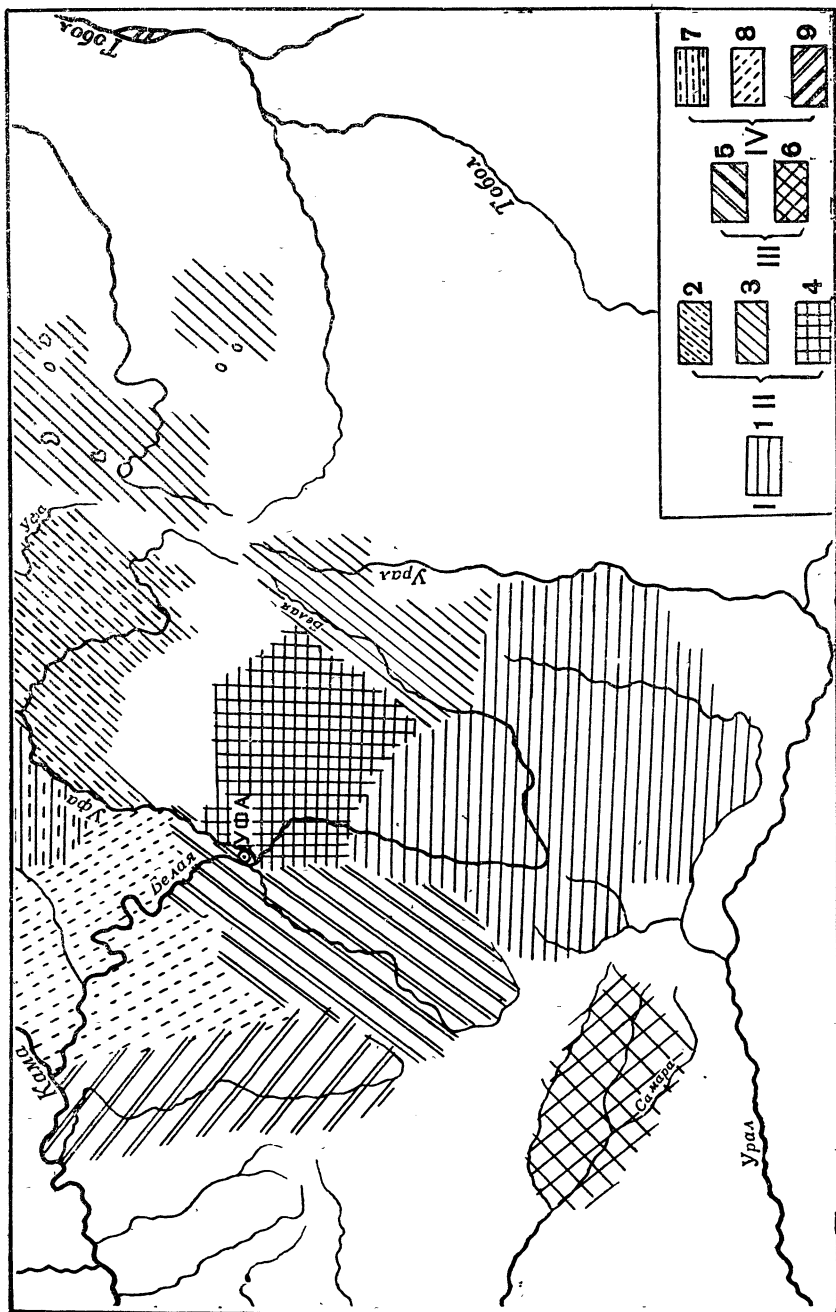 Тобол
Тобол
Уфа
Урал
Белая
Уфа
УФА
Белая
Кама
Самара
Урал
I 1
II 2 3 4
III 5 6
IV 7 8 9